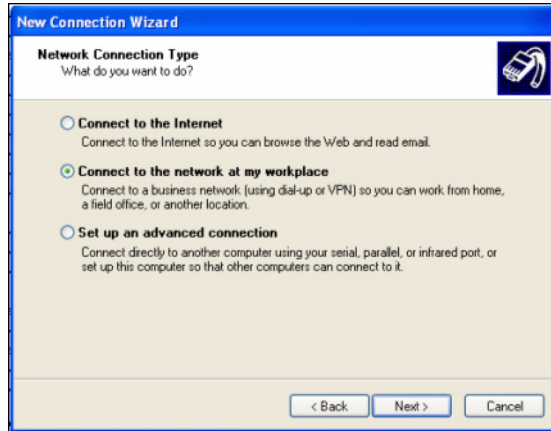 New Connection Wizard
Network Connection Type
What do you want to do?
Connect to the Internet
Connect to the Internet so you can browse the Web and read email.
Connect to the network at my workplace
Connect to a business network (using dial-up or VPN) so you can work from home,
a field office, or another location.
Set up an advanced connection
Connect directly to another computer using your serial, parallel, or infrared port, or
set up this computer so that other computers can connect to it.
< Back
Next >
Cancel